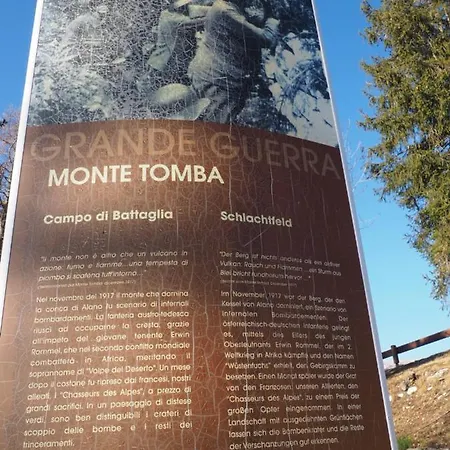 GRANDE GUERRA
MONTE TOMBA
Campo di Battaglia
"Il monte non è altro che un vulcano in
azione: fumo e fiamme... una tempesta di
piombo si scatena tutt'intorno..."
Nel novembre del 1917 il monte che domina
la conca di Alano fu scenario di infernali
bombardamenti. La fanteria austro-tedesca
riuscì ad occuparne la cresta, grazie
all'impeto del giovane tenente Erwin
Rommel, che nel secondo conflitto mondiale
combatterà in Africa, meritando il
soprannome di "Volpe del Deserto". Un mese
dopo il costone fu ripreso dai francesi, nostri
alleati, i "Chasseurs des Alpes", a prezzo di
grandi sacrifici. In un paesaggio di distese
verdi, sono ben distinguibili i crateri di
scoppio delle bombe e i resti dei
trinceramenti.
Schlachtfeld
"Der Berg ist nichts anderes als ein aktiver
Vulkan: Rauch und Flammen... ein Sturm aus
Blei bricht rundherum hervor..."
Im November 1917 war der Berg, der den
Kessel von Alano dominiert, ein Szenario von
infernalen Bombardements. Der
österreichisch-deutschen Infanterie gelang
es, mittels des Eifers des jungen
Oberstleutnants Erwin Rommel, der im 2.
Weltkrieg in Afrika kämpfte und den Namen
"Wüstenfuchs" erhielt, den Gebirgskamm zu
besetzen. Einen Monat später wurde der Grat
von den Franzosen, unseren Alliierten, den
"Chasseurs des Alpes", zu einem Preis der
großen Opfer eingenommen. In einer
Landschaft mit ausgedehnten Grünflächen
lassen sich die Bombenkrater und die Reste
der Verschanzungen gut erkennen.